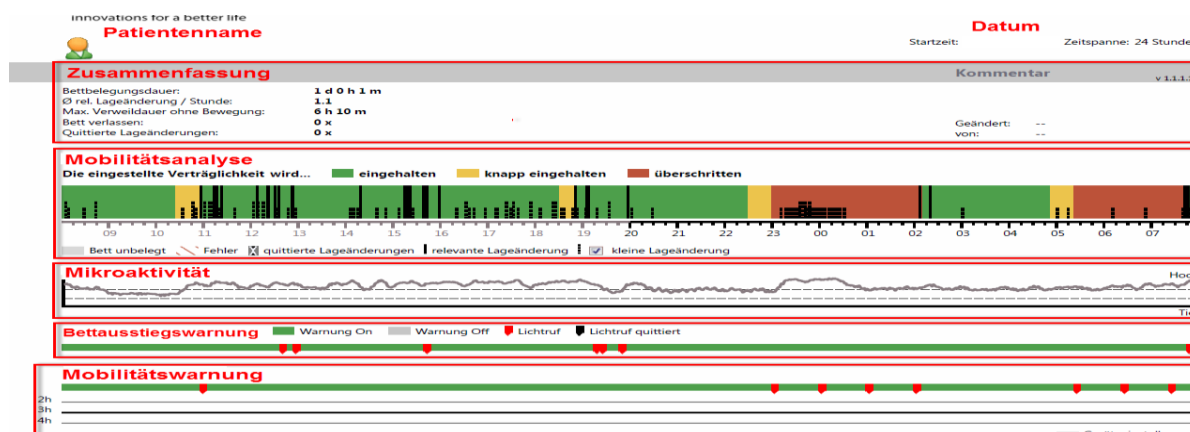 innovations for a better life
Patientenname
Datum
Startzeit: Zeitspanne: 24 Stunde
Zusammenfassung Kommentar v 1.1.1.
Bettbelegungsdauer: 1 d 0 h 1 m
Ø rel. Lageänderung / Stunde: 1.1
Max. Verweildauer ohne Bewegung: 6 h 10 m
Bett verlassen: 0 x Geändert: --
Quittierte Lageänderungen: 0 x von: --
Mobilitätsanalyse
Die eingestellte Verträglichkeit wird... eingehalten knapp eingehalten überschritten
09 10 11 12 13 14 15 16 17 18 19 20 21 22 23 00 01 02 03 04 05 06 07
Bett unbelegt Fehler quittierte Lageänderungen relevante Lageänderung kleine Lageänderung
Mikroaktivität
Hoc
Tie
Bettausstiegswarnung Warnung On Warnung Off Lichtruf Lichtruf quittiert
Mobilitätswarnung
2h
3h
4h